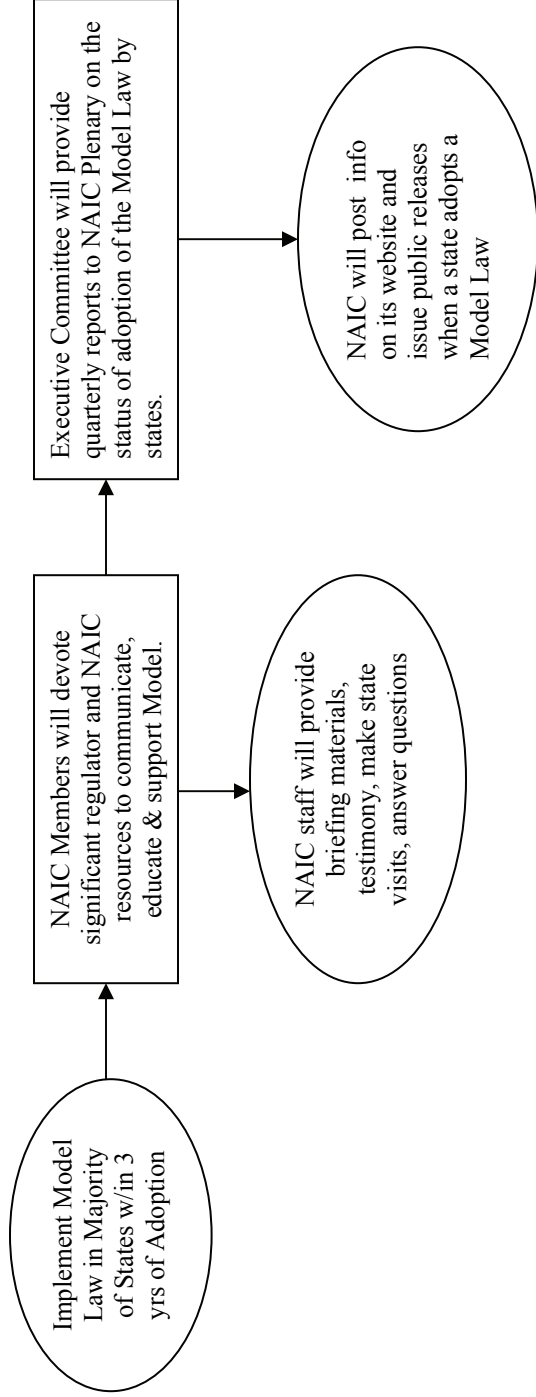 Implement Model
Law in Majority
of States w/in 3
yrs of Adoption
NAIC Members will devote
significant regulator and NAIC
resources to communicate,
educate & support Model.
Executive Committee will provide
quarterly reports to NAIC Plenary on the
status of adoption of the Model Law by
states.
NAIC staff will provide
briefing materials,
testimony, make state
visits, answer questions
NAIC will post info
on its website and
issue public releases
when a state adopts a
Model Law